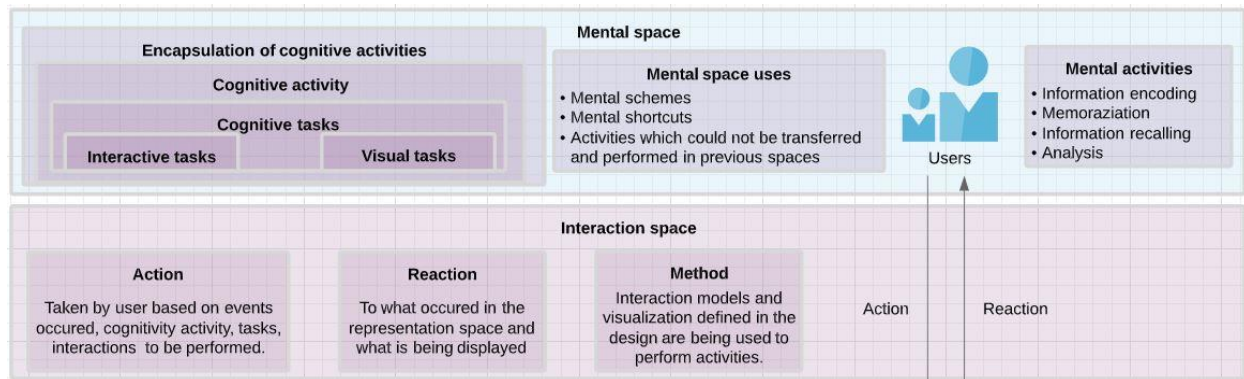 Mental space
Encapsulation of cognitive activities
Cognitive activity
Cognitive tasks
Interactive tasks
Visual tasks
Mental space uses
• Mental schemes
• Mental shortcuts
• Activities which could not be transferred
and performed in previous spaces
Users
Mental activities
• Information encoding
• Memoraziation
• Information recalling
• Analysis
Interaction space
Action
Taken by user based on events
occured, cognitivity activity, tasks,
interactions to be performed.
Reaction
To what occured in the
representation space and
what is being displayed
Method
Interaction models and
visualization defined in the
design are being used to
perform activities.
Action
Reaction